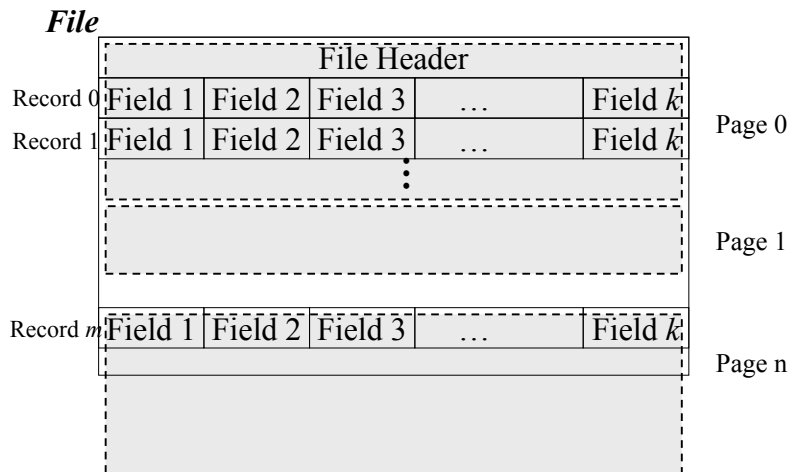 File
File Header
Record 0 Field 1 Field 2 Field 3 … Field k
Page 0
Record 1 Field 1 Field 2 Field 3 … Field k
Page 1
Record m Field 1 Field 2 Field 3 … Field k
Page n